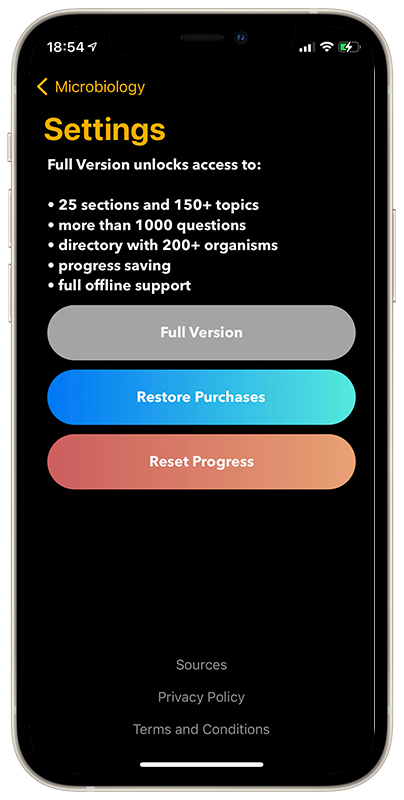 18:54
Microbiology
Settings
Full Version unlocks access to:
• 25 sections and 150+ topics
• more than 1000 questions
• directory with 200+ organisms
• progress saving
• full offline support
Full Version
Restore Purchases
Reset Progress
Sources
Privacy Policy
Terms and Conditions